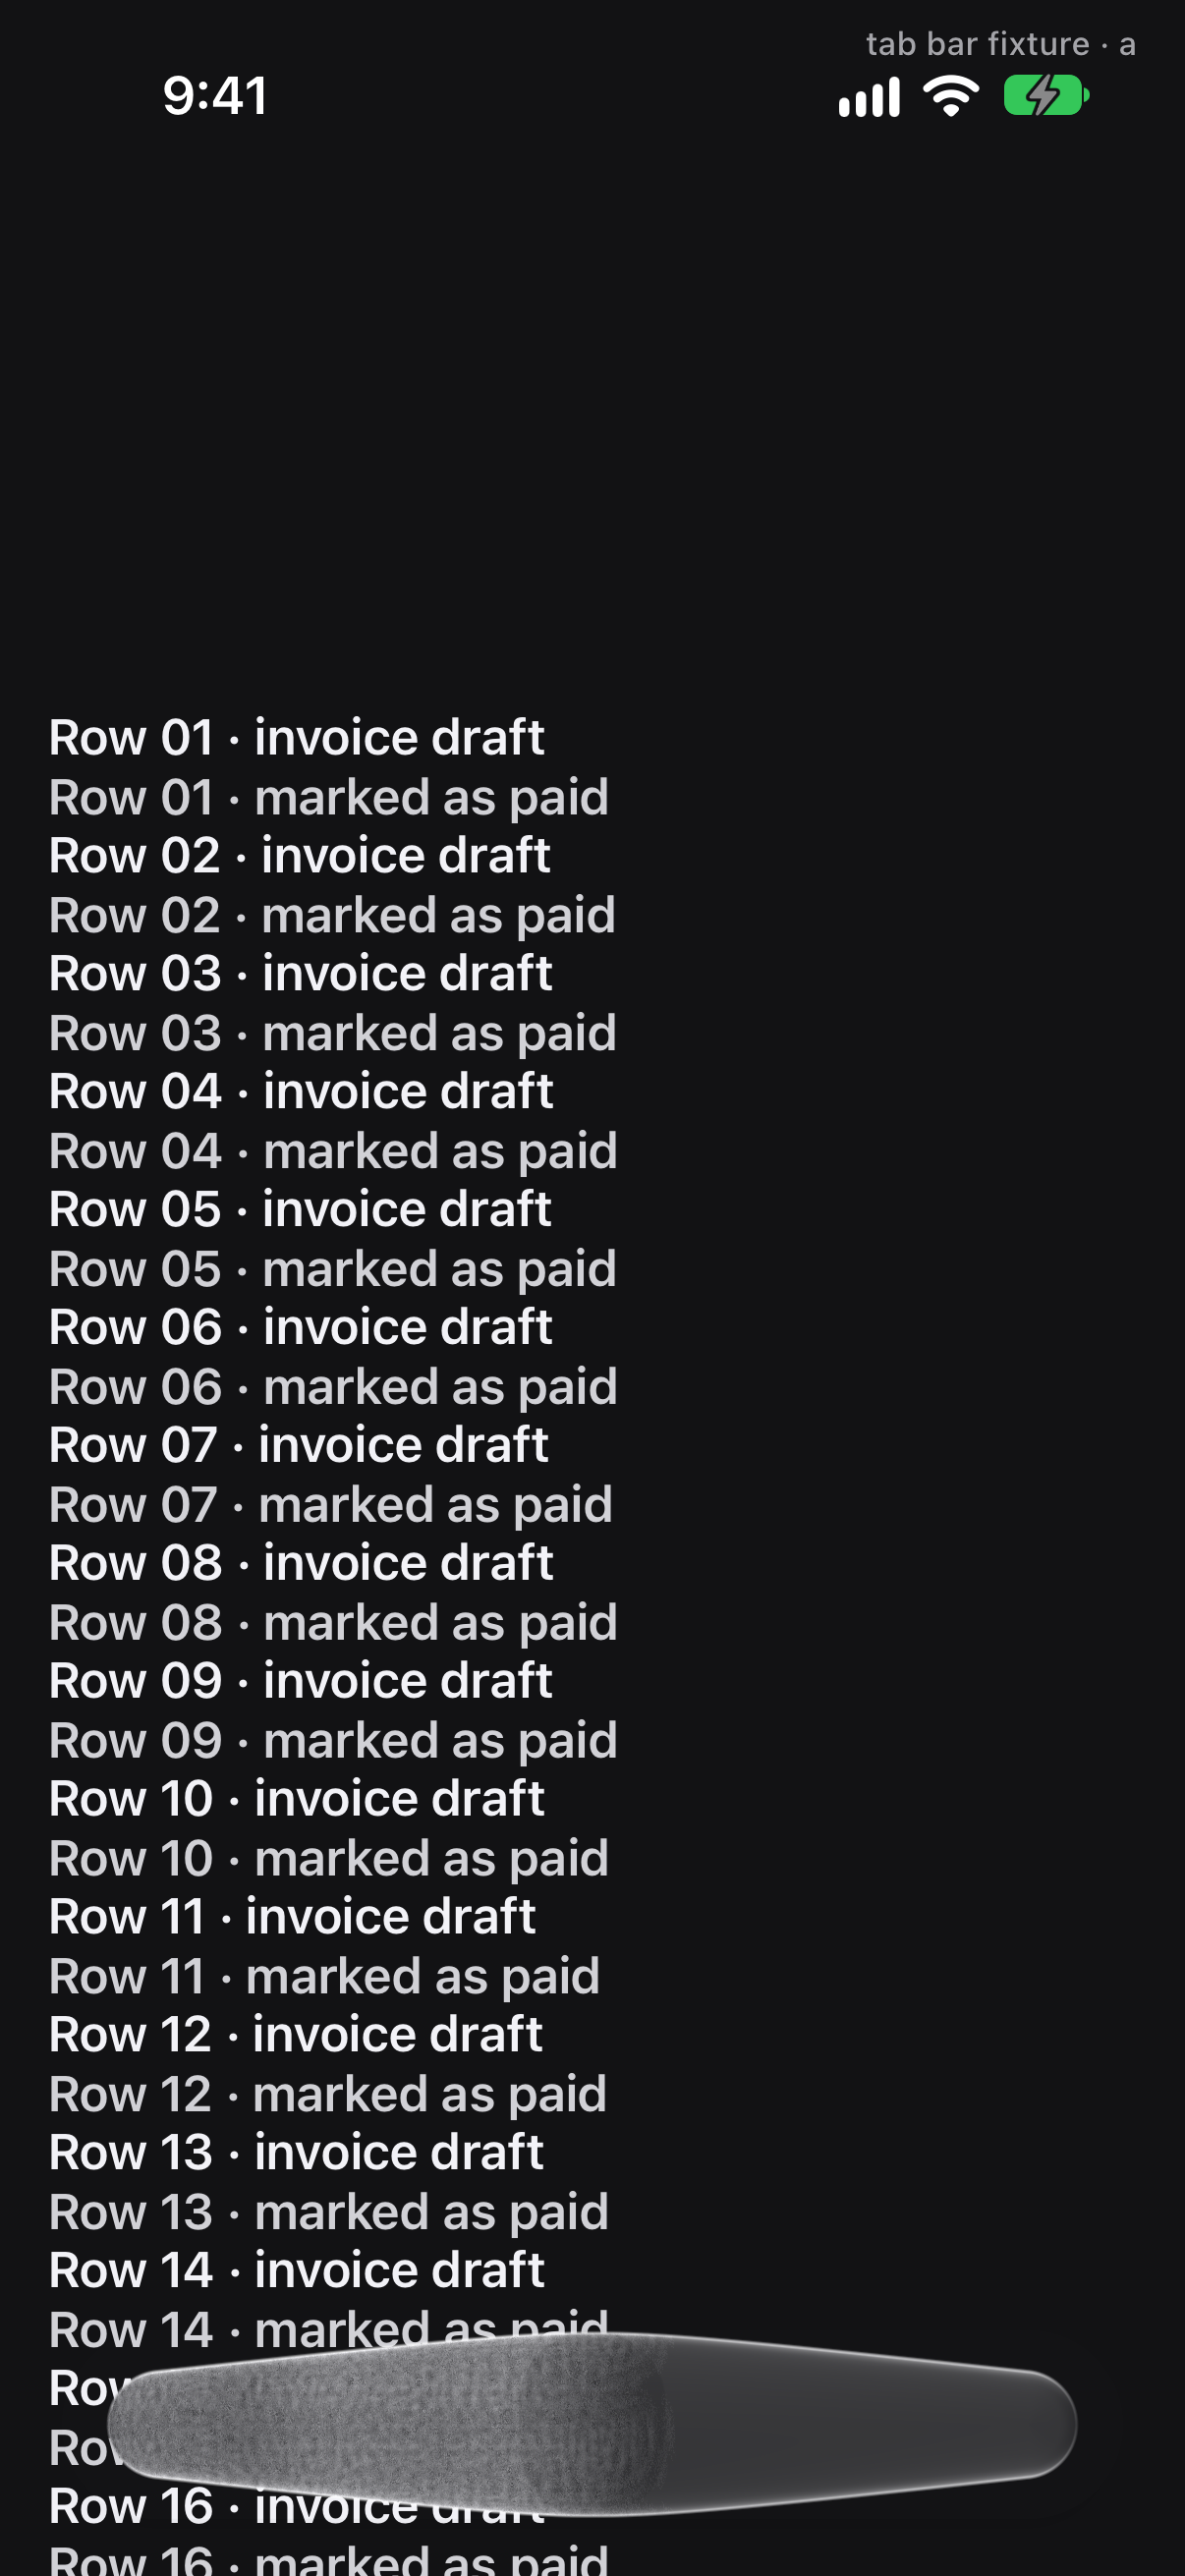 tab bar fixture · a
9:41
Row 01 · invoice draft
Row 01 · marked as paid
Row 02 · invoice draft
Row 02 · marked as paid
Row 03 · invoice draft
Row 03 · marked as paid
Row 04 · invoice draft
Row 04 · marked as paid
Row 05 · invoice draft
Row 05 · marked as paid
Row 06 · invoice draft
Row 06 · marked as paid
Row 07 · invoice draft
Row 07 · marked as paid
Row 08 · invoice draft
Row 08 · marked as paid
Row 09 · invoice draft
Row 09 · marked as paid
Row 10 · invoice draft
Row 10 · marked as paid
Row 11 · invoice draft
Row 11 · marked as paid
Row 12 · invoice draft
Row 12 · marked as paid
Row 13 · invoice draft
Row 13 · marked as paid
Row 14 · invoice draft
Row 14 · marked as paid
Row
Row
Row 16 · invoice draft
Row 16 · marked as paid